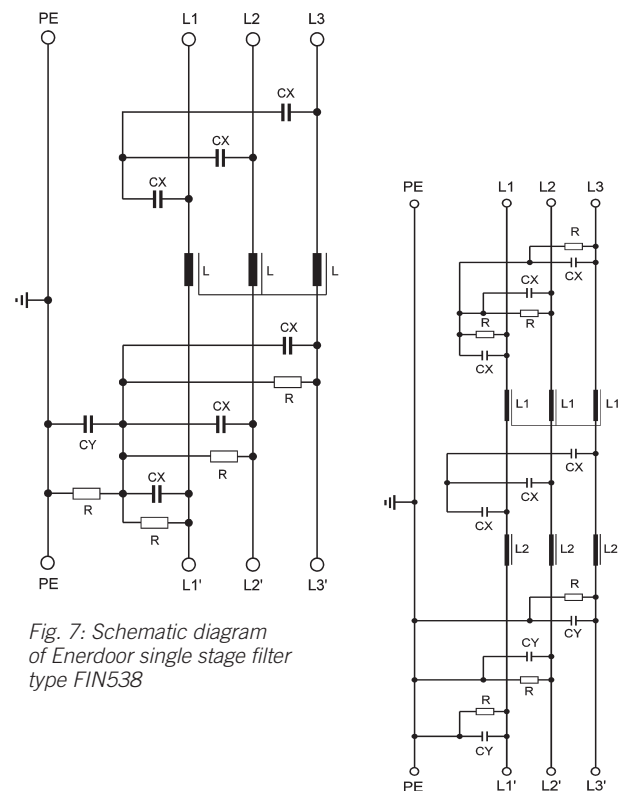 PE L1 L2 L3
CX
CX
CX
L L L
CX
R
CX
CY
R
CX
R
R
PE L1' L2' L3'
Fig. 7: Schematic diagram
of Enerdoor single stage filter
type FIN538
PE L1 L2 L3
R
CX
CX
R
R
CX
L1 L1 L1
CX
CX
CX
L2 L2 L2
R
CY
CY
R
R
CY
PE L1' L2' L3'